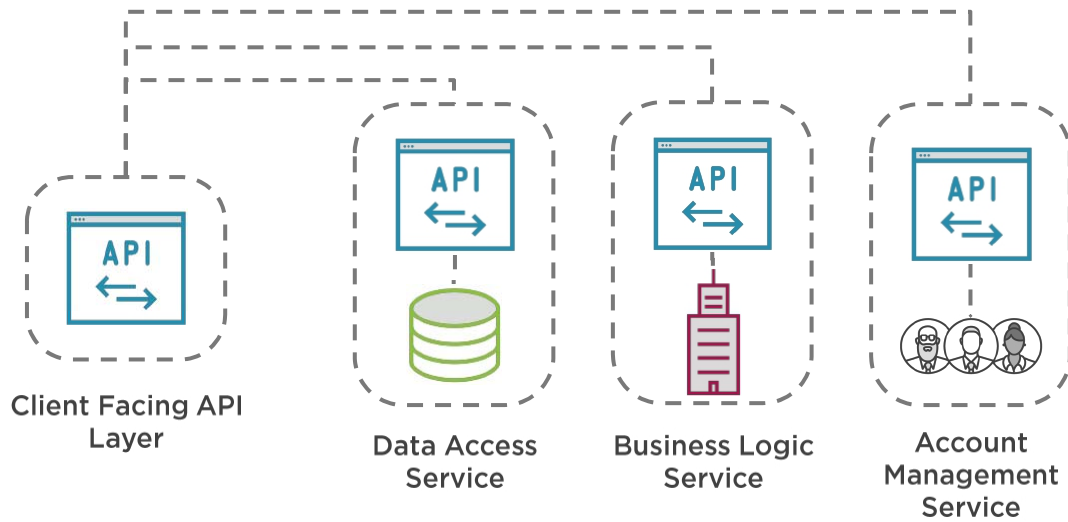 API
API
API
API
Client Facing API
Layer
Data Access
Service
Business Logic
Service
Account
Management
Service